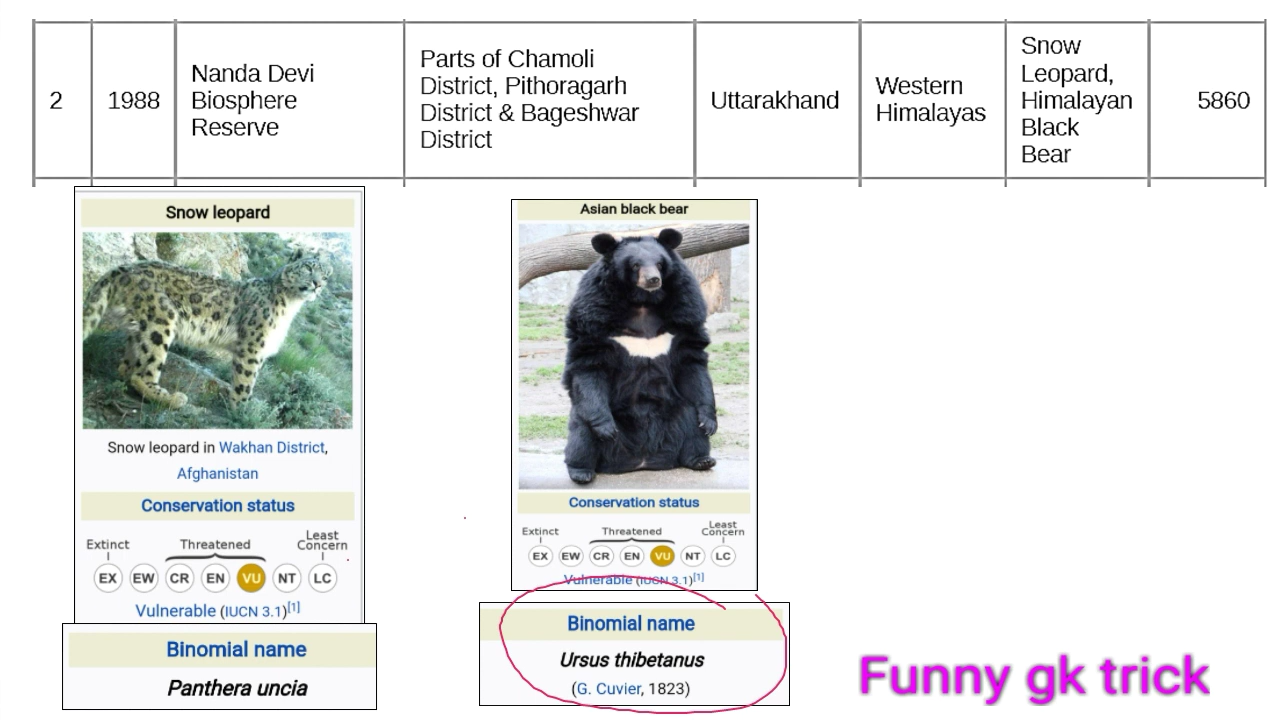 2
1988
Nanda Devi
Biosphere
Reserve
Parts of Chamoli
District, Pithoragarh
District & Bageshwar
District
Uttarakhand
Western
Himalayas
Snow
Leopard,
Himalayan
Black
Bear
5860
Snow leopard
Snow leopard in Wakhan District,
Afghanistan
Conservation status
Extinct Threatened Least
Concern
EX EW CR EN VU NT LC
Vulnerable (IUCN 3.1)[1]
Binomial name
Panthera uncia
Asian black bear
Conservation status
Extinct Threatened Least
Concern
EX EW CR EN VU NT LC
Vulnerable (IUCN 3.1)[1]
Binomial name
Ursus thibetanus
(G. Cuvier, 1823)
Funny gk trick